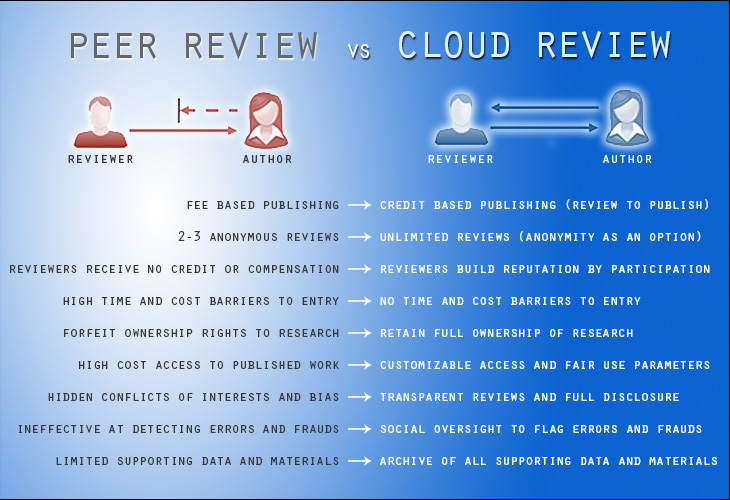 PEER REVIEW VS CLOUD REVIEW
REVIEWER AUTHOR REVIEWER AUTHOR
FEE BASED PUBLISHING CREDIT BASED PUBLISHING (REVIEW TO PUBLISH)
2-3 ANONYMOUS REVIEWS UNLIMITED REVIEWS (ANONYMITY AS AN OPTION)
REVIEWERS RECEIVE NO CREDIT OR COMPENSATION REVIEWERS BUILD REPUTATION BY PARTICIPATION
HIGH TIME AND COST BARRIERS TO ENTRY NO TIME AND COST BARRIERS TO ENTRY
FORFEIT OWNERSHIP RIGHTS TO RESEARCH RETAIN FULL OWNERSHIP OF RESEARCH
HIGH COST ACCESS TO PUBLISHED WORK CUSTOMIZABLE ACCESS AND FAIR USE PARAMETERS
HIDDEN CONFLICTS OF INTERESTS AND BIAS TRANSPARENT REVIEWS AND FULL DISCLOSURE
INEFFECTIVE AT DETECTING ERRORS AND FRAUDS SOCIAL OVERSIGHT TO FLAG ERRORS AND FRAUDS
LIMITED SUPPORTING DATA AND MATERIALS ARCHIVE OF ALL SUPPORTING DATA AND MATERIALS